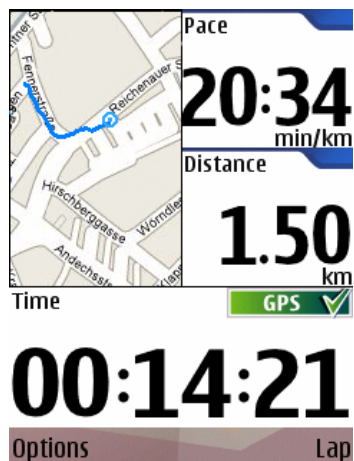 Fennerstraße
Reichenauer S
Hirschberggasse
Wörndle
Andechsstr
Klaps
Pace
20:34
min/km
Distance
1.50
km
Time
GPS
00:14:21
Options
Lap